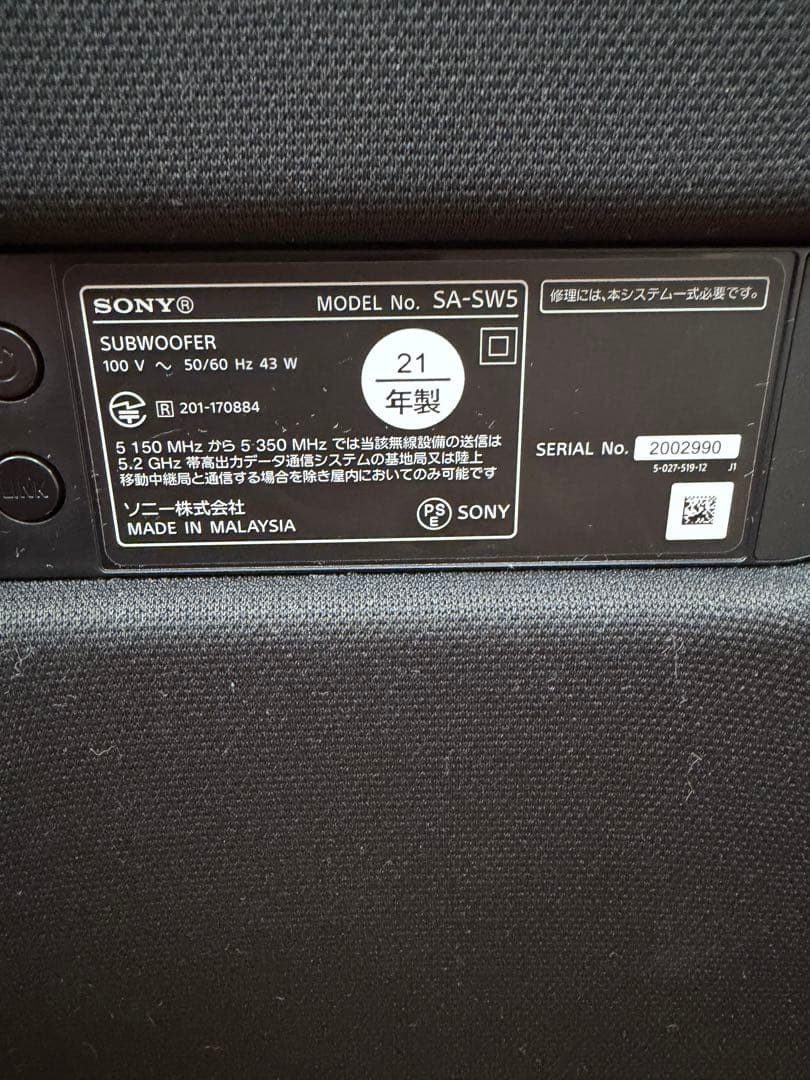 SONY® MODEL No. SA-SW5
SUBWOOFER
100 V ～ 50/60 Hz 43 W
21
年製
R 201-170884
5 150 MHz から 5 350 MHz では当該無線設備の送信は
5.2 GHz 帯高出力データ通信システムの基地局又は陸上
移動中継局と通信する場合を除き屋内においてのみ可能です
ソニー株式会社
MADE IN MALAYSIA
PS
E
SONY
修理には、本システム一式必要です。
SERIAL No. 2002990
5-027-519-12 J1
LINK